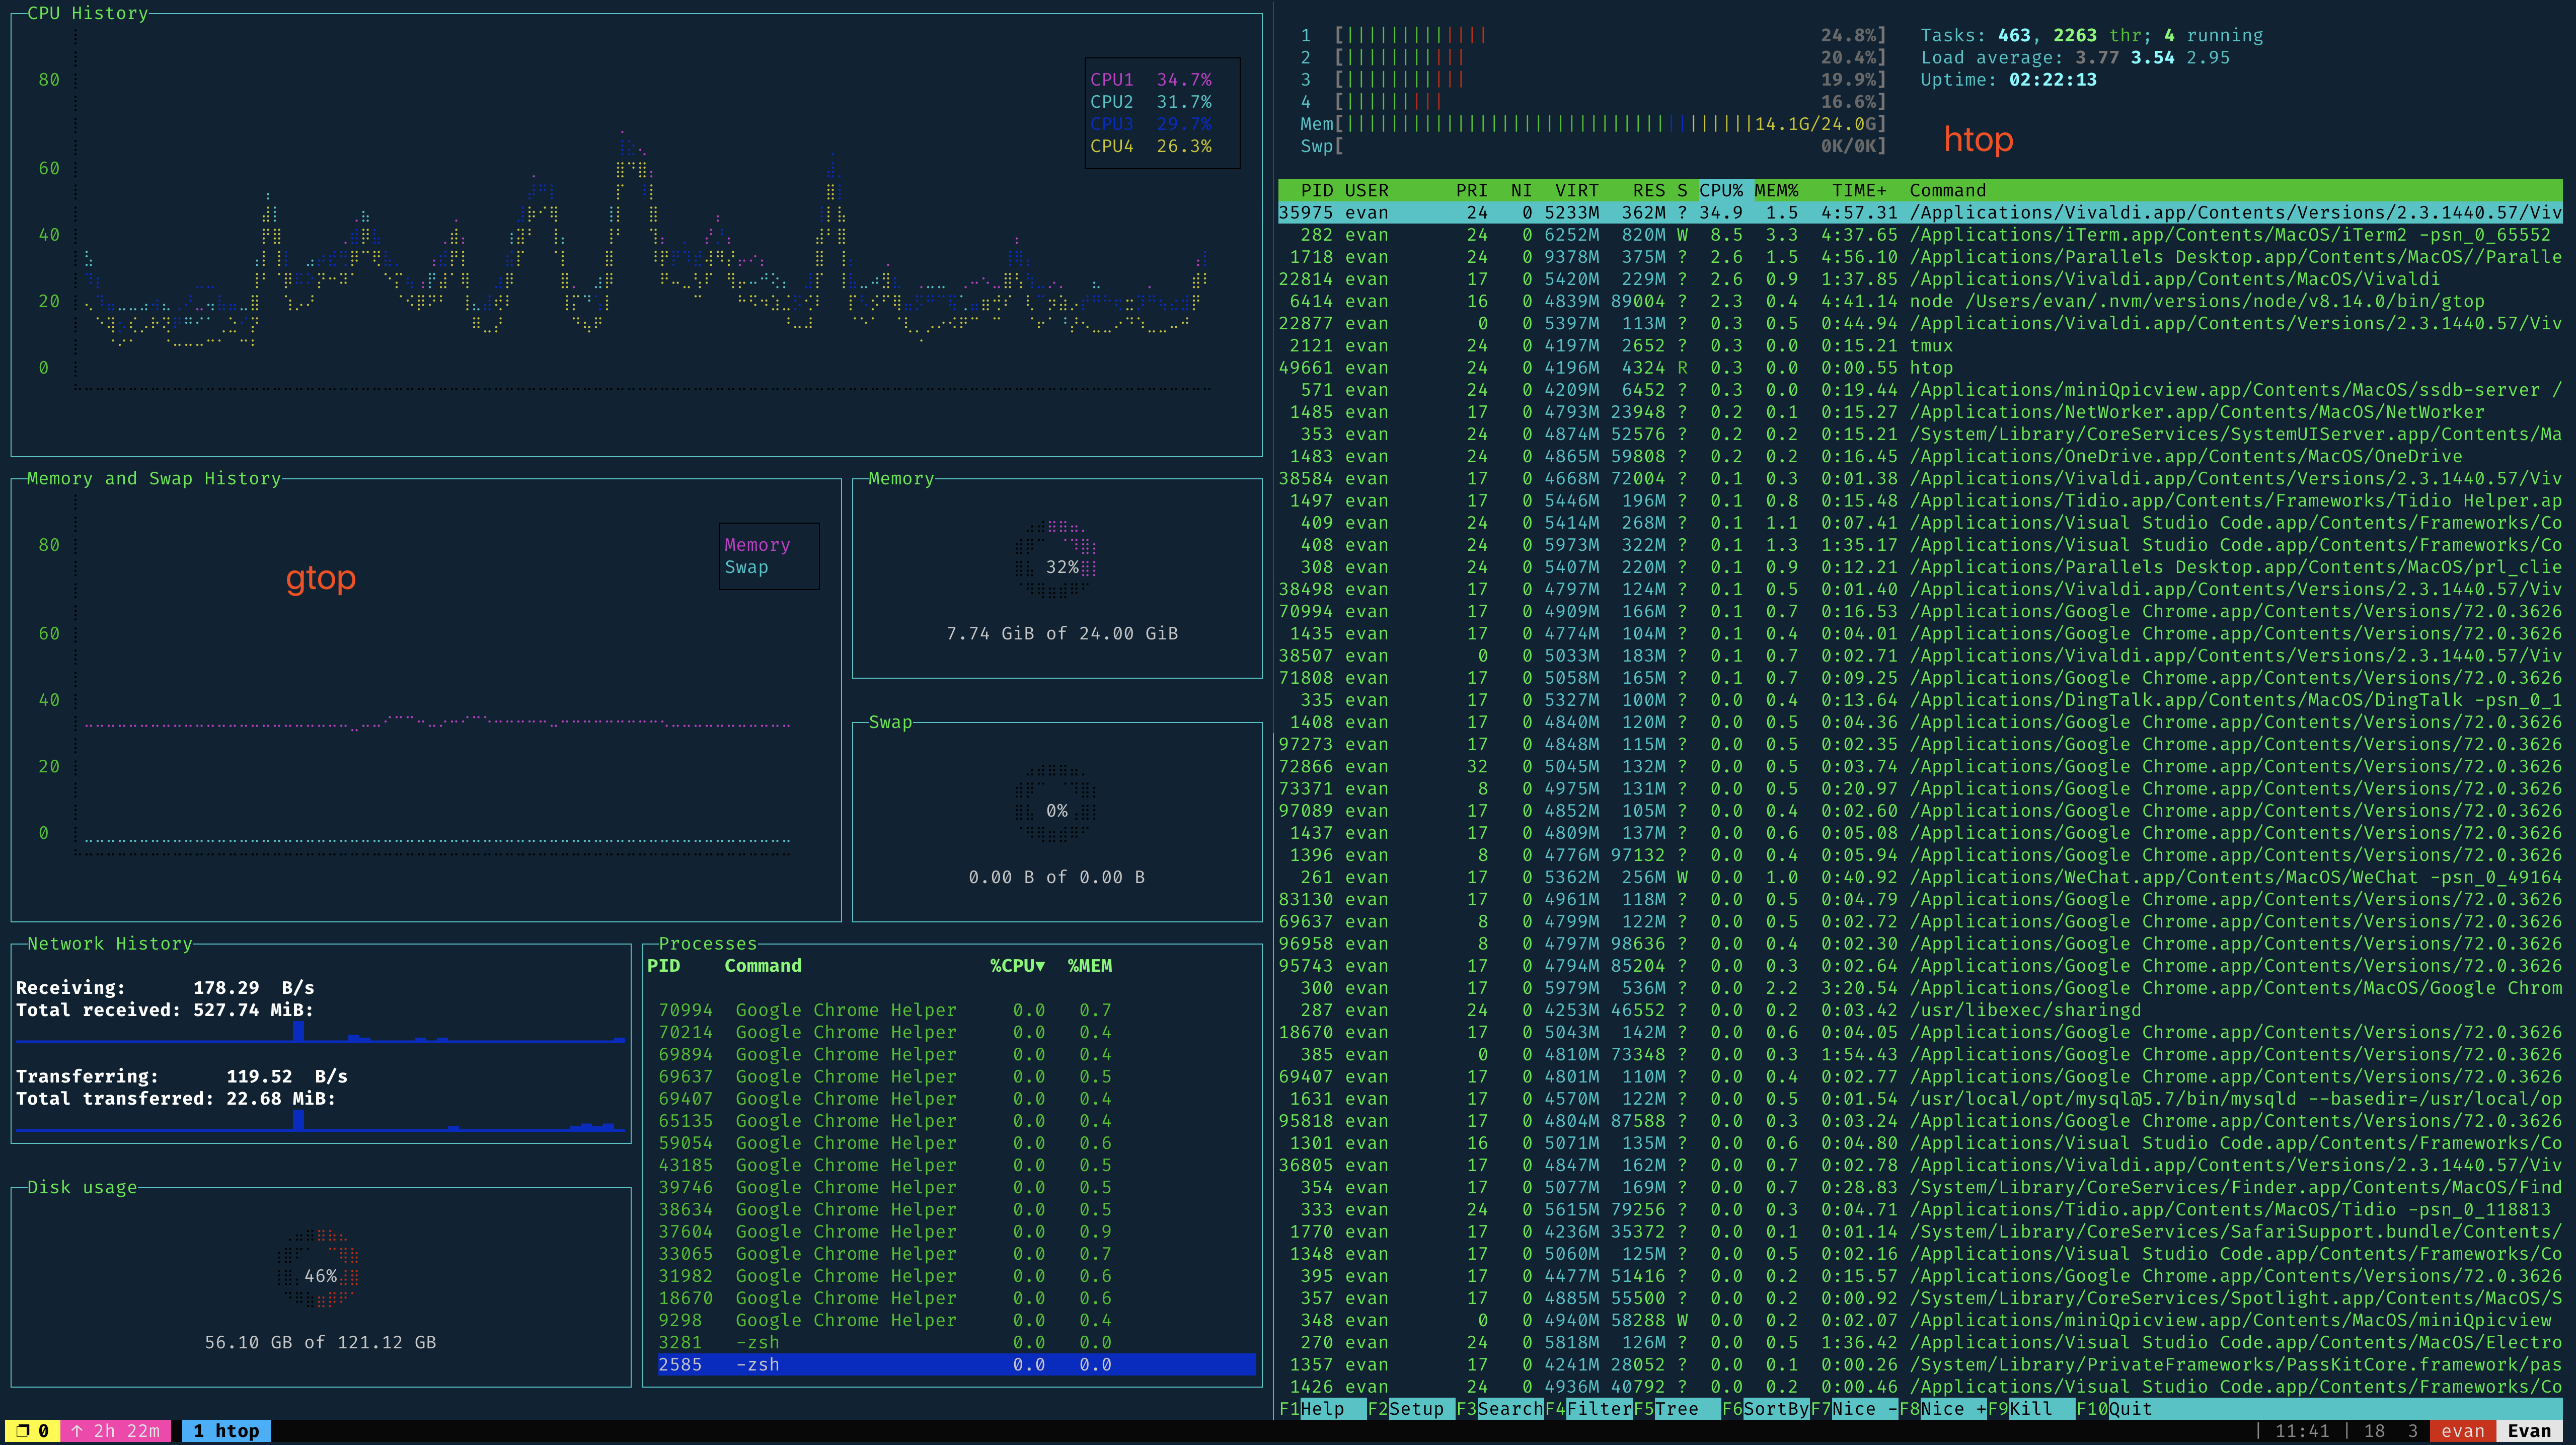 CPU History
80
60
40
20
0
CPU1 34.7%
CPU2 31.7%
CPU3 29.7%
CPU4 26.3%
Memory and Swap History
80
60
40
20
0
Memory
Swap
gtop
Memory
32%
7.74 GiB of 24.00 GiB
Swap
0%
0.00 B of 0.00 B
Network History
Receiving: 178.29 B/s
Total received: 527.74 MiB:
Transferring: 119.52 B/s
Total transferred: 22.68 MiB:
Disk usage
46%
56.10 GB of 121.12 GB
Processes
PID Command %CPU▼ %MEM
70994 Google Chrome Helper 0.0 0.7
70214 Google Chrome Helper 0.0 0.4
69894 Google Chrome Helper 0.0 0.4
69637 Google Chrome Helper 0.0 0.5
69407 Google Chrome Helper 0.0 0.4
65135 Google Chrome Helper 0.0 0.4
59054 Google Chrome Helper 0.0 0.6
43185 Google Chrome Helper 0.0 0.5
39746 Google Chrome Helper 0.0 0.5
38634 Google Chrome Helper 0.0 0.5
37604 Google Chrome Helper 0.0 0.9
33065 Google Chrome Helper 0.0 0.7
31982 Google Chrome Helper 0.0 0.6
18670 Google Chrome Helper 0.0 0.6
9298 Google Chrome Helper 0.0 0.4
3281 -zsh 0.0 0.0
2585 -zsh 0.0 0.0
1 [||||||||||||| 24.8%]
2 [||||||||||| 20.4%]
3 [||||||||||| 19.9%]
4 [||||||||| 16.6%]
Mem[|||||||||||||||||||||||||||||||||||||14.1G/24.0G]
Swp[ 0K/0K]
Tasks: 463, 2263 thr; 4 running
Load average: 3.77 3.54 2.95
Uptime: 02:22:13
htop
PID USER PRI NI VIRT RES S CPU% MEM% TIME+ Command
35975 evan 24 0 5233M 362M ? 34.9 1.5 4:57.31 /Applications/Vivaldi.app/Contents/Versions/2.3.1440.57/Viv
282 evan 24 0 6252M 820M W 8.5 3.3 4:37.65 /Applications/iTerm.app/Contents/MacOS/iTerm2 -psn_0_65552
1718 evan 24 0 9378M 375M ? 2.6 1.5 4:56.10 /Applications/Parallels Desktop.app/Contents/MacOS//Paralle
22814 evan 17 0 5420M 229M ? 2.6 0.9 1:37.85 /Applications/Vivaldi.app/Contents/MacOS/Vivaldi
6414 evan 16 0 4839M 89004 ? 2.3 0.4 4:41.14 node /Users/evan/.nvm/versions/node/v8.14.0/bin/gtop
22877 evan 0 0 5397M 113M ? 0.3 0.5 0:44.94 /Applications/Vivaldi.app/Contents/Versions/2.3.1440.57/Viv
2121 evan 24 0 4197M 2652 ? 0.3 0.0 0:15.21 tmux
49661 evan 24 0 4196M 4324 R 0.3 0.0 0:00.55 htop
571 evan 24 0 4209M 6452 ? 0.3 0.0 0:19.44 /Applications/miniQpicview.app/Contents/MacOS/ssdb-server /
1485 evan 17 0 4793M 23948 ? 0.2 0.1 0:15.27 /Applications/NetWorker.app/Contents/MacOS/NetWorker
353 evan 24 0 4874M 52576 ? 0.2 0.2 0:15.21 /System/Library/CoreServices/SystemUIServer.app/Contents/Ma
1483 evan 24 0 4865M 59808 ? 0.2 0.2 0:16.45 /Applications/OneDrive.app/Contents/MacOS/OneDrive
38584 evan 17 0 4668M 72004 ? 0.1 0.3 0:01.38 /Applications/Vivaldi.app/Contents/Versions/2.3.1440.57/Viv
1497 evan 17 0 5446M 196M ? 0.1 0.8 0:15.48 /Applications/Tidio.app/Contents/Frameworks/Tidio Helper.ap
409 evan 24 0 5414M 268M ? 0.1 1.1 0:07.41 /Applications/Visual Studio Code.app/Contents/Frameworks/Co
408 evan 24 0 5973M 322M ? 0.1 1.3 1:35.17 /Applications/Visual Studio Code.app/Contents/Frameworks/Co
308 evan 24 0 5407M 220M ? 0.1 0.9 0:12.21 /Applications/Parallels Desktop.app/Contents/MacOS/prl_clie
38498 evan 17 0 4797M 124M ? 0.1 0.5 0:01.40 /Applications/Vivaldi.app/Contents/Versions/2.3.1440.57/Viv
70994 evan 17 0 4909M 166M ? 0.1 0.7 0:16.53 /Applications/Google Chrome.app/Contents/Versions/72.0.3626
1435 evan 17 0 4774M 104M ? 0.1 0.4 0:04.01 /Applications/Google Chrome.app/Contents/Versions/72.0.3626
38507 evan 0 0 5033M 183M ? 0.1 0.7 0:02.71 /Applications/Vivaldi.app/Contents/Versions/2.3.1440.57/Viv
71808 evan 17 0 5058M 165M ? 0.1 0.7 0:09.25 /Applications/Google Chrome.app/Contents/Versions/72.0.3626
335 evan 17 0 5327M 100M ? 0.0 0.4 0:13.64 /Applications/DingTalk.app/Contents/MacOS/DingTalk -psn_0_1
1408 evan 17 0 4840M 120M ? 0.0 0.5 0:04.36 /Applications/Google Chrome.app/Contents/Versions/72.0.3626
97273 evan 17 0 4848M 115M ? 0.0 0.5 0:02.35 /Applications/Google Chrome.app/Contents/Versions/72.0.3626
72866 evan 32 0 5045M 132M ? 0.0 0.5 0:03.74 /Applications/Google Chrome.app/Contents/Versions/72.0.3626
73371 evan 8 0 4975M 131M ? 0.0 0.5 0:20.97 /Applications/Google Chrome.app/Contents/Versions/72.0.3626
97089 evan 17 0 4852M 105M ? 0.0 0.4 0:02.60 /Applications/Google Chrome.app/Contents/Versions/72.0.3626
1437 evan 17 0 4809M 137M ? 0.0 0.6 0:05.08 /Applications/Google Chrome.app/Contents/Versions/72.0.3626
1396 evan 8 0 4776M 97132 ? 0.0 0.4 0:05.94 /Applications/Google Chrome.app/Contents/Versions/72.0.3626
261 evan 17 0 5362M 256M W 0.0 1.0 0:40.92 /Applications/WeChat.app/Contents/MacOS/WeChat -psn_0_49164
83130 evan 17 0 4961M 118M ? 0.0 0.5 0:04.79 /Applications/Google Chrome.app/Contents/Versions/72.0.3626
69637 evan 8 0 4799M 122M ? 0.0 0.5 0:02.72 /Applications/Google Chrome.app/Contents/Versions/72.0.3626
96958 evan 8 0 4797M 98636 ? 0.0 0.4 0:02.30 /Applications/Google Chrome.app/Contents/Versions/72.0.3626
95743 evan 17 0 4794M 85204 ? 0.0 0.3 0:02.64 /Applications/Google Chrome.app/Contents/Versions/72.0.3626
300 evan 17 0 5979M 536M ? 0.0 2.2 3:20.54 /Applications/Google Chrome.app/Contents/MacOS/Google Chrom
287 evan 24 0 4253M 46552 ? 0.0 0.2 0:03.42 /usr/libexec/sharingd
18670 evan 17 0 5043M 142M ? 0.0 0.6 0:04.05 /Applications/Google Chrome.app/Contents/Versions/72.0.3626
385 evan 0 0 4810M 73348 ? 0.0 0.3 1:54.43 /Applications/Google Chrome.app/Contents/Versions/72.0.3626
69407 evan 17 0 4801M 110M ? 0.0 0.4 0:02.77 /Applications/Google Chrome.app/Contents/Versions/72.0.3626
1631 evan 17 0 4570M 122M ? 0.0 0.5 0:01.54 /usr/local/opt/mysql@5.7/bin/mysqld --basedir=/usr/local/op
95818 evan 17 0 4804M 87588 ? 0.0 0.3 0:03.24 /Applications/Google Chrome.app/Contents/Versions/72.0.3626
1301 evan 16 0 5071M 135M ? 0.0 0.6 0:04.80 /Applications/Visual Studio Code.app/Contents/Frameworks/Co
36805 evan 17 0 4847M 162M ? 0.0 0.7 0:02.78 /Applications/Vivaldi.app/Contents/Versions/2.3.1440.57/Viv
354 evan 17 0 5077M 169M ? 0.0 0.7 0:28.83 /System/Library/CoreServices/Finder.app/Contents/MacOS/Find
333 evan 24 0 5615M 79256 ? 0.0 0.3 0:04.71 /Applications/Tidio.app/Contents/MacOS/Tidio -psn_0_118813
1770 evan 17 0 4236M 35372 ? 0.0 0.1 0:01.14 /System/Library/CoreServices/SafariSupport.bundle/Contents/
1348 evan 17 0 5060M 125M ? 0.0 0.5 0:02.16 /Applications/Visual Studio Code.app/Contents/Frameworks/Co
395 evan 17 0 4477M 51416 ? 0.0 0.2 0:15.57 /Applications/Google Chrome.app/Contents/Versions/72.0.3626
357 evan 17 0 4885M 55500 ? 0.0 0.2 0:00.92 /System/Library/CoreServices/Spotlight.app/Contents/MacOS/S
348 evan 0 0 4940M 58288 W 0.0 0.2 0:02.07 /Applications/miniQpicview.app/Contents/MacOS/miniQpicview
270 evan 24 0 5818M 126M ? 0.0 0.5 1:36.42 /Applications/Visual Studio Code.app/Contents/MacOS/Electro
1357 evan 17 0 4241M 28052 ? 0.0 0.1 0:00.26 /System/Library/PrivateFrameworks/PassKitCore.framework/pas
1426 evan 24 0 4936M 40792 ? 0.0 0.2 0:00.46 /Applications/Visual Studio Code.app/Contents/Frameworks/Co
F1Help F2Setup F3SearchF4FilterF5Tree F6SortByF7Nice -F8Nice +F9Kill F10Quit
❐ 0 ↑ 2h 22m 1 htop | 11:41 | 18 3 evan Evan